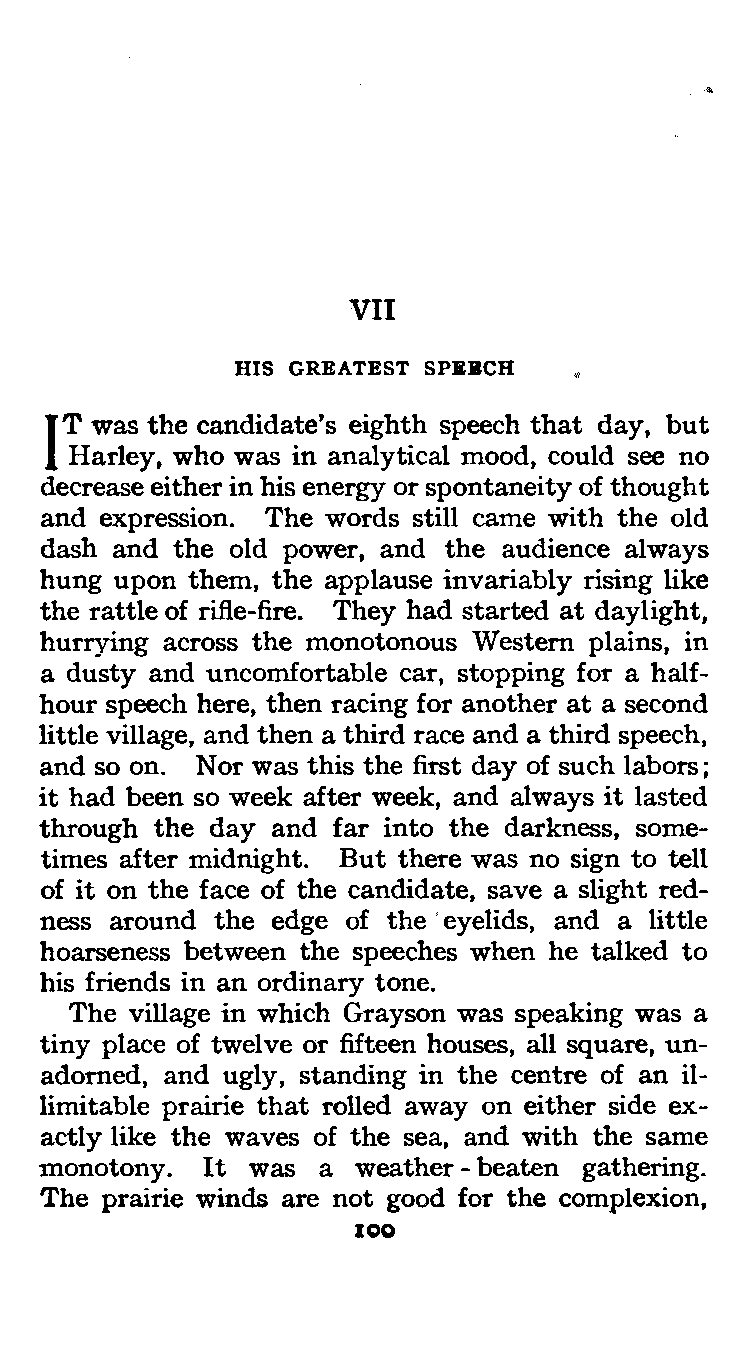 VII
HIS GREATEST SPEECH
IT was the candidate's eighth speech that day, but
Harley, who was in analytical mood, could see no
decrease either in his energy or spontaneity of thought
and expression. The words still came with the old
dash and the old power, and the audience always
hung upon them, the applause invariably rising like
the rattle of rifle-fire. They had started at daylight,
hurrying across the monotonous Western plains, in
a dusty and uncomfortable car, stopping for a half-
hour speech here, then racing for another at a second
little village, and then a third race and a third speech,
and so on. Nor was this the first day of such labors;
it had been so week after week, and always it lasted
through the day and far into the darkness, some-
times after midnight. But there was no sign to tell
of it on the face of the candidate, save a slight red-
ness around the edge of the eyelids, and a little
hoarseness between the speeches when he talked to
his friends in an ordinary tone.
The village in which Grayson was speaking was a
tiny place of twelve or fifteen houses, all square, un-
adorned, and ugly, standing in the centre of an il-
limitable prairie that rolled away on either side ex-
actly like the waves of the sea, and with the same
monotony. It was a weather-beaten gathering.
The prairie winds are not good for the complexion,
100